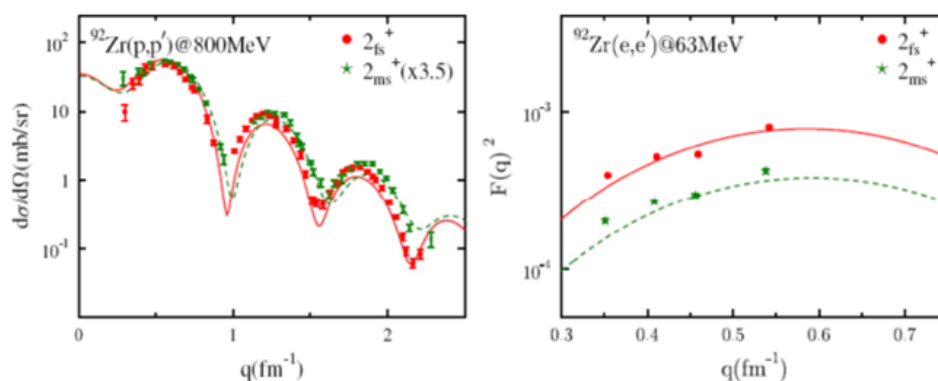 ⁹²Zr(p,p′)@800MeV
2fs⁺
2ms⁺(x3.5)
dσ/dΩ(mb/sr)
10²
10
1
10⁻¹
0
1
2
q(fm⁻¹)
⁹²Zr(e,e′)@63MeV
2fs⁺
2ms⁺
F(q)²
10⁻³
10⁻⁴
0.3
0.4
0.5
0.6
0.7
q(fm⁻¹)